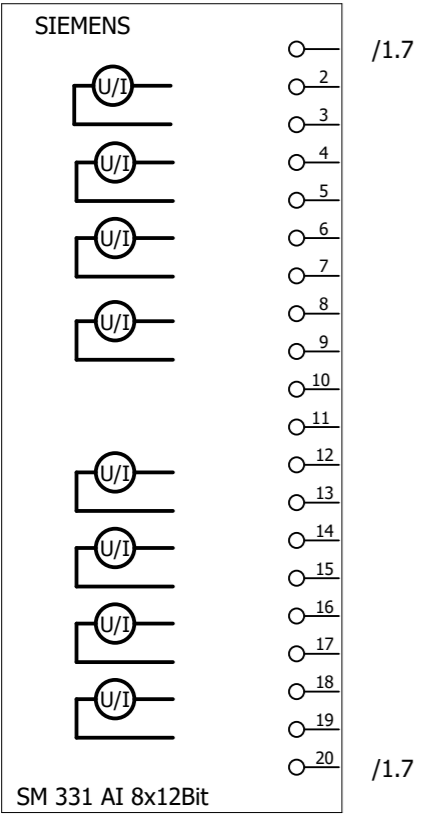 SIEMENS
/1.7
U/I 2
3
U/I 4
5
U/I 6
7
U/I 8
9
10
11
U/I 12
13
U/I 14
15
U/I 16
17
U/I 18
19
20 /1.7
SM 331 AI 8x12Bit